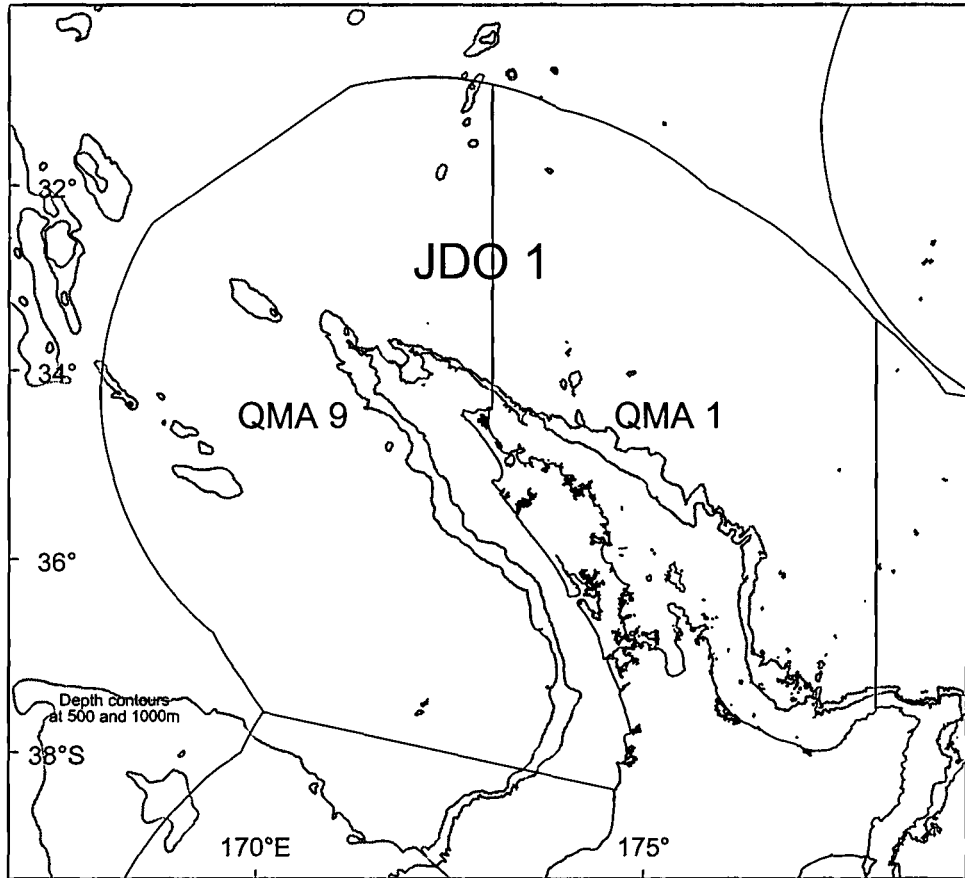 32°
JDO 1
34°
QMA 9
QMA 1
36°
Depth contours
at 500 and 1000m
38°S
170°E
175°